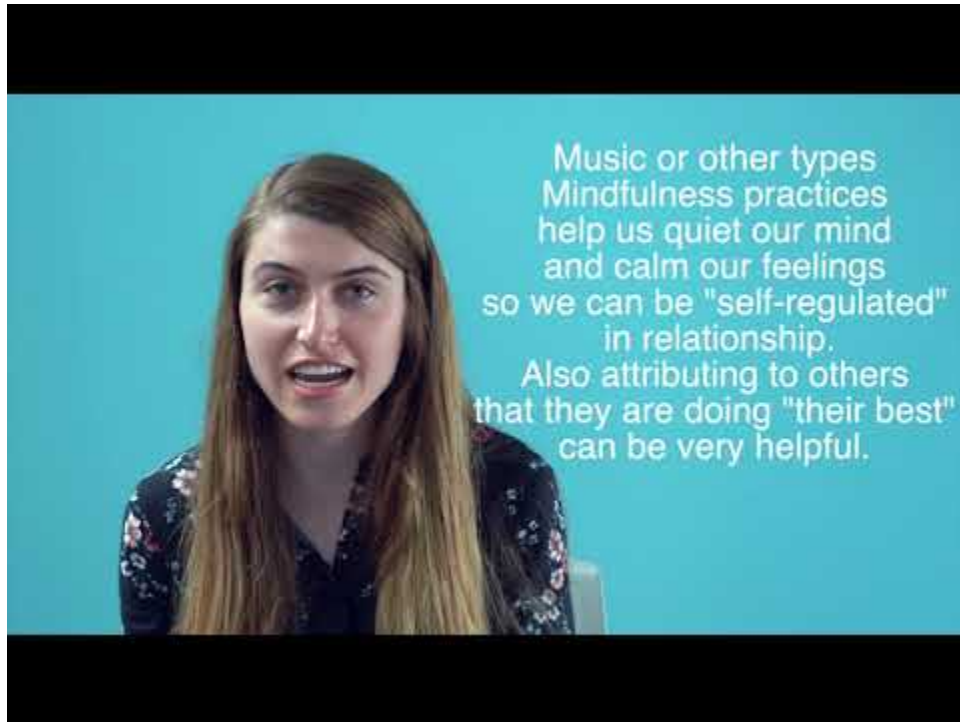 Music or other types
Mindfulness practices
help us quiet our mind
and calm our feelings
so we can be "self-regulated"
in relationship.
Also attributing to others
that they are doing "their best"
can be very helpful.